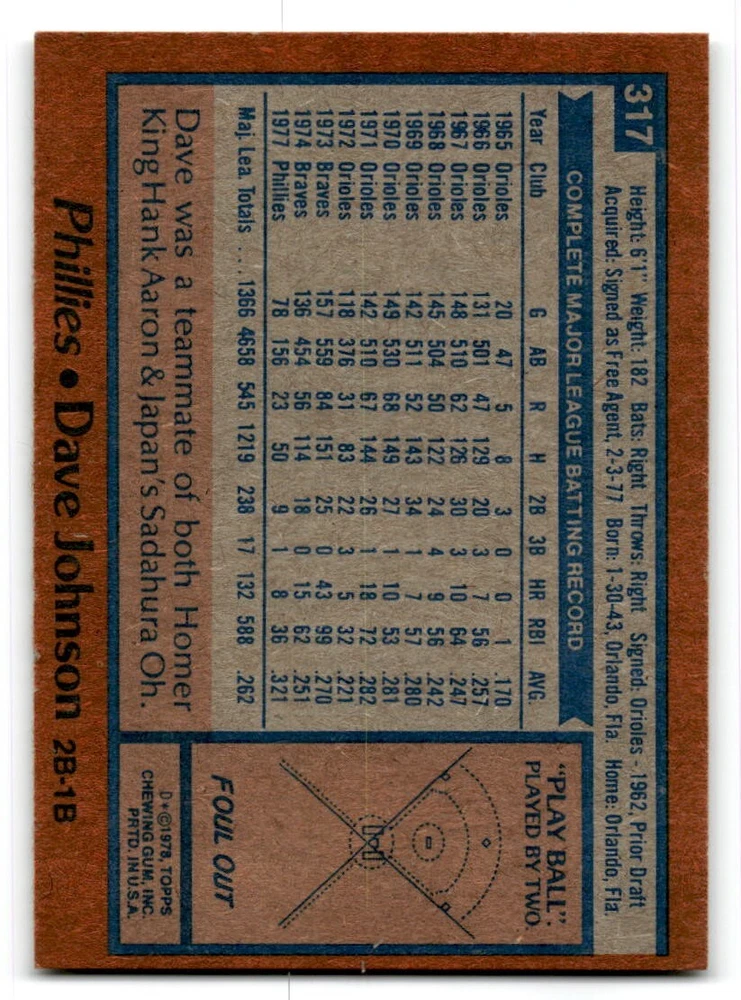 317
Height: 6'1" Weight: 182 Bats: Right Throws: Right Signed: Orioles - 1962, Prior Draft
Acquired: Signed as Free Agent, 2-3-77 Born: 1-30-43, Orlando, Fla. Home: Orlando, Fla.
COMPLETE MAJOR LEAGUE BATTING RECORD
Year Club G AB R H 2B 3B HR RBI AVG.
1965 Orioles 20 47 5 8 3 0 0 1 .170
1966 Orioles 131 501 47 129 20 3 7 56 .257
1967 Orioles 148 510 62 126 30 3 10 64 .247
1968 Orioles 145 504 50 122 24 4 9 56 .242
1969 Orioles 142 511 52 143 34 1 7 57 .280
1970 Orioles 149 530 68 149 27 1 10 53 .281
1971 Orioles 142 510 67 144 26 1 18 72 .282
1972 Orioles 118 376 31 83 22 3 5 32 .221
1973 Braves 157 559 84 151 25 0 43 99 .270
1974 Braves 136 454 56 114 18 0 15 62 .251
1977 Phillies 78 156 23 50 9 1 8 36 .321
Maj. Lea. Totals ... 1366 4658 545 1219 238 17 132 588 .262
Dave was a teammate of both Homer
King Hank Aaron & Japan's Sadahura Oh.
"PLAY BALL":
PLAYED BY TWO
FOUL OUT
D*©1978, TOPPS
CHEWING GUM, INC.
PRTD. IN U.S.A.
Phillies • Dave Johnson 2B-1B